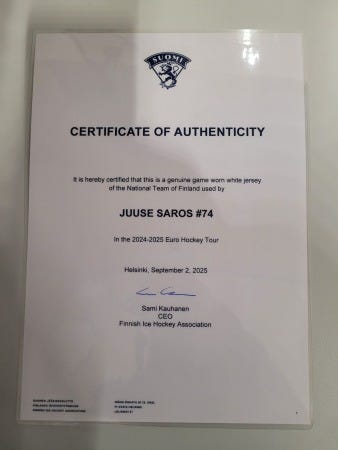 SUOMI
CERTIFICATE OF AUTHENTICITY
It is hereby certified that this is a genuine game worn white jersey
of the National Team of Finland used by
JUUSE SAROS #74
In the 2024-2025 Euro Hockey Tour
Helsinki, September 2, 2025
Sami Kauhanen
CEO
Finnish Ice Hockey Association